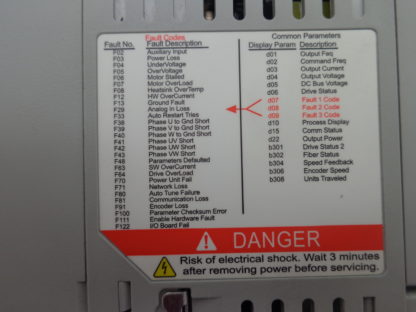 Fault Codes
Fault No. Fault Description
F02 Auxiliary Input
F03 Power Loss
F04 UnderVoltage
F05 OverVoltage
F06 Motor Stalled
F07 Motor OverLoad
F08 Heatsink OverTemp
F12 HW OverCurrent
F13 Ground Fault
F29 Analog In Loss
F33 Auto Restart Tries
F38 Phase U to Gnd Short
F39 Phase V to Gnd Short
F40 Phase W to Gnd Short
F41 Phase UV Short
F42 Phase UW Short
F43 Phase VW Short
F48 Parameters Defaulted
F63 SW OverCurrent
F64 Drive OverLoad
F70 Power Unit Fail
F71 Network Loss
F80 Auto Tune Failure
F81 Communication Loss
F91 Encoder Loss
F100 Parameter Checksum Error
F111 Enable Hardware Fault
F122 I/O Board Fail
Common Parameters
Display Param Description
d01 Output Freq
d02 Command Freq
d03 Output Current
d04 Output Voltage
d05 DC Bus Voltage
d06 Drive Status
d07 Fault 1 Code
d08 Fault 2 Code
d09 Fault 3 Code
d10 Process Display
d15 Comm Status
d22 Output Power
b301 Drive Status 2
b302 Fiber Status
b304 Speed Feedback
b306 Encoder Speed
b308 Units Traveled
DANGER
Risk of electrical shock. Wait 3 minutes
after removing power before servicing.